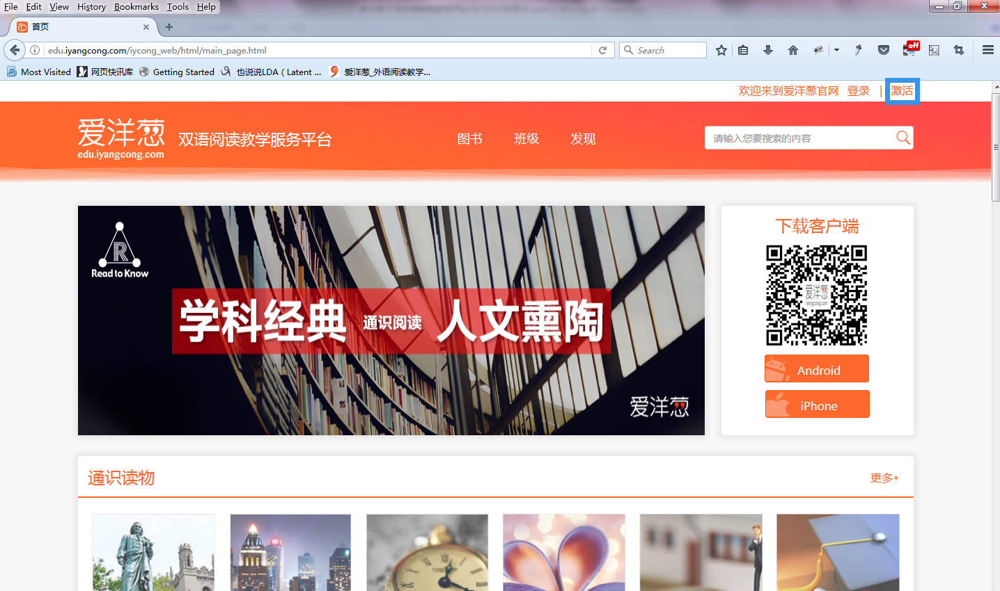 File Edit View History Bookmarks Tools Help
首页
edu.iyangcong.com/iycong_web/html/main_page.html
Search
off
Most Visited 网页快讯库 Getting Started 也说说LDA ( Latent ... 爱洋葱_外语阅读教学...
欢迎来到爱洋葱官网 登录 | 激活
爱洋葱
edu.iyangcong.com
双语阅读教学服务平台
图书 班级 发现
请输入您要搜索的内容
R
Read to Know
学科经典 通识阅读 人文熏陶
爱洋葱
下载客户端
爱洋葱
iyangcong.com
Android
iPhone
通识读物
更多+